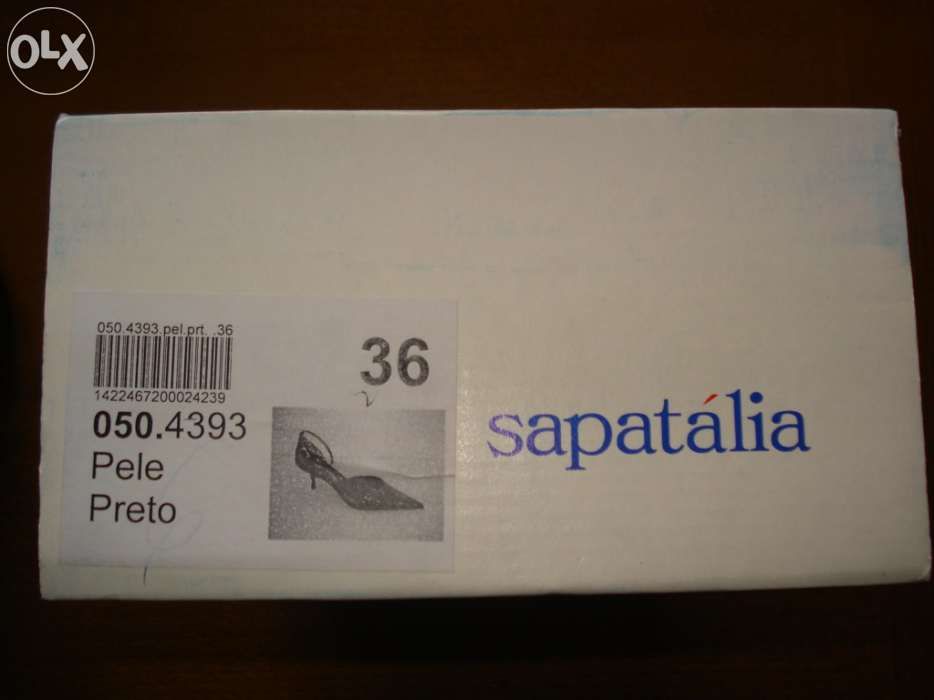 OLX
050.4393.pel.prt. .36
1422467200024239
36
050.4393
Pele
Preto
sapatália